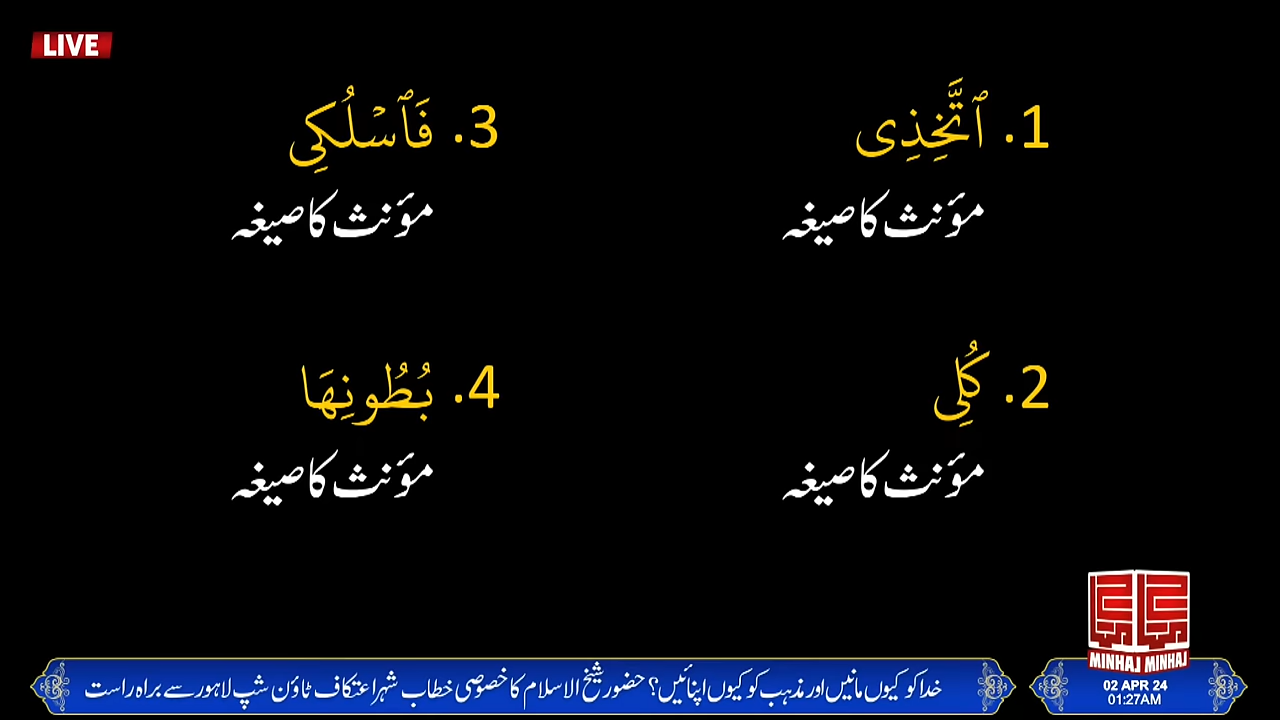 LIVE
1. ٱتَّخِذِى
مؤنث کا صیغہ
2. كُلِى
مؤنث کا صیغہ
3. فَٱسْلُكِى
مؤنث کا صیغہ
4. بُطُونِهَا
مؤنث کا صیغہ
MINHAJ MINHAJ
خدا کو کیوں مانیں اور مذہب کو کیوں اپنائیں؟ حضور شیخ الاسلام کا خصوصی خطاب شہر اعتکاف ٹاؤن شپ لاہور سے براہ راست
02 APR 24
01:27AM